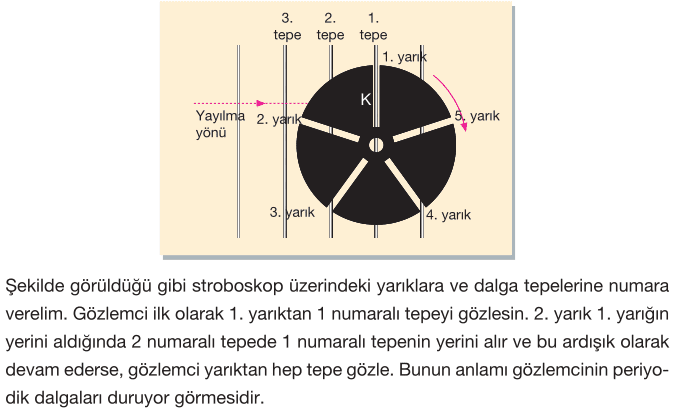 3. 2. 1.
tepe tepe tepe
1. yarık
K
Yayılma
yönü
2. yarık
5. yarık
3. yarık
4. yarık
Şekilde görüldüğü gibi stroboskop üzerindeki yarıklara ve dalga tepelerine numara
verelim. Gözlemci ilk olarak 1. yarıktan 1 numaralı tepeyi gözlesin. 2. yarık 1. yarığın
yerini aldığında 2 numaralı tepede 1 numaralı tepenin yerini alır ve bu ardışık olarak
devam ederse, gözlemci yarıktan hep tepe gözle. Bunun anlamı gözlemcinin periyo-
dik dalgaları duruyor görmesidir.